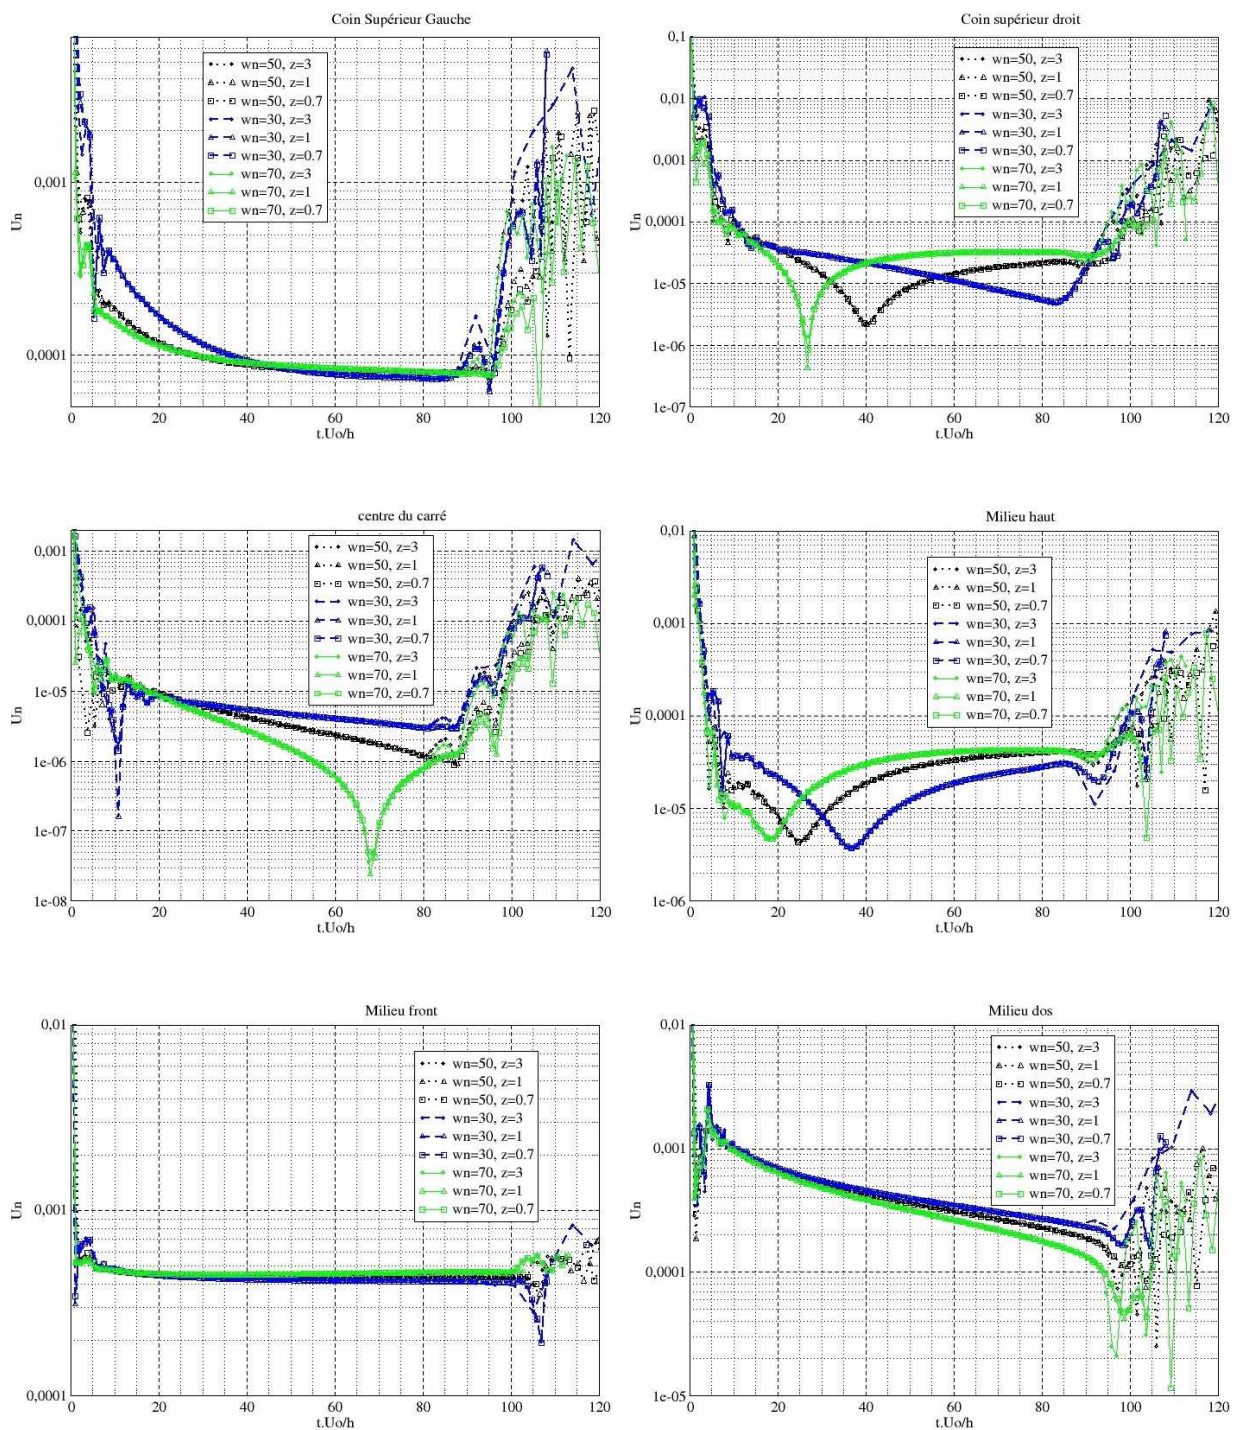 Coin Supérieur Gauche
wn=50, z=3
wn=50, z=1
wn=50, z=0.7
wn=30, z=3
wn=30, z=1
wn=30, z=0.7
wn=70, z=3
wn=70, z=1
wn=70, z=0.7
0,001
0,0001
Un
0 20 40 60 80 100 120
t.Uo/h
Coin supérieur droit
wn=50, z=3
wn=50, z=1
wn=50, z=0.7
wn=30, z=3
wn=30, z=1
wn=30, z=0.7
wn=70, z=3
wn=70, z=1
wn=70, z=0.7
0,1
0,01
0,001
0,0001
1e-05
1e-06
1e-07
Un
0 20 40 60 80 100 120
t.Uo/h
centre du carré
wn=50, z=3
wn=50, z=1
wn=50, z=0.7
wn=30, z=3
wn=30, z=1
wn=30, z=0.7
wn=70, z=3
wn=70, z=1
wn=70, z=0.7
0,001
0,0001
1e-05
1e-06
1e-07
1e-08
Un
0 20 40 60 80 100 120
t.Uo/h
Milieu haut
wn=50, z=3
wn=50, z=1
wn=50, z=0.7
wn=30, z=3
wn=30, z=1
wn=30, z=0.7
wn=70, z=3
wn=70, z=1
wn=70, z=0.7
0,01
0,001
0,0001
1e-05
1e-06
Un
0 20 40 60 80 100 120
t.Uo/h
Milieu front
wn=50, z=3
wn=50, z=1
wn=50, z=0.7
wn=30, z=3
wn=30, z=1
wn=30, z=0.7
wn=70, z=3
wn=70, z=1
wn=70, z=0.7
0,01
0,001
0,0001
Un
0 20 40 60 80 100 120
t.Uo/h
Milieu dos
wn=50, z=3
wn=50, z=1
wn=50, z=0.7
wn=30, z=3
wn=30, z=1
wn=30, z=0.7
wn=70, z=3
wn=70, z=1
wn=70, z=0.7
0,01
0,001
0,0001
1e-05
Un
0 20 40 60 80 100 120
t.Uo/h